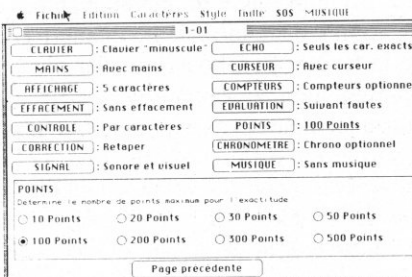 Fichier Edition Caractères Style Taille SOS MUSIQUE
1-01
CLAVIER : Clavier "minuscule" ECHO : Seuls les car. exacts
MAINS : Avec mains CURSEUR : Avec curseur
AFFICHAGE : 5 caractères COMPTEURS : Compteurs optionne
EFFACEMENT : Sans effacement EVALUATION : Suivant fautes
CONTROLE : Par caractères POINTS : 100 Points
CORRECTION : Retaper CHRONOMETRE : Chrono optionnel
SIGNAL : Sonore et visuel MUSIQUE : Sans musique
POINTS
Determine le nombre de points maximum pour l'exactitude
10 Points 20 Points 30 Points 50 Points
100 Points 200 Points 300 Points 500 Points
Page precedente